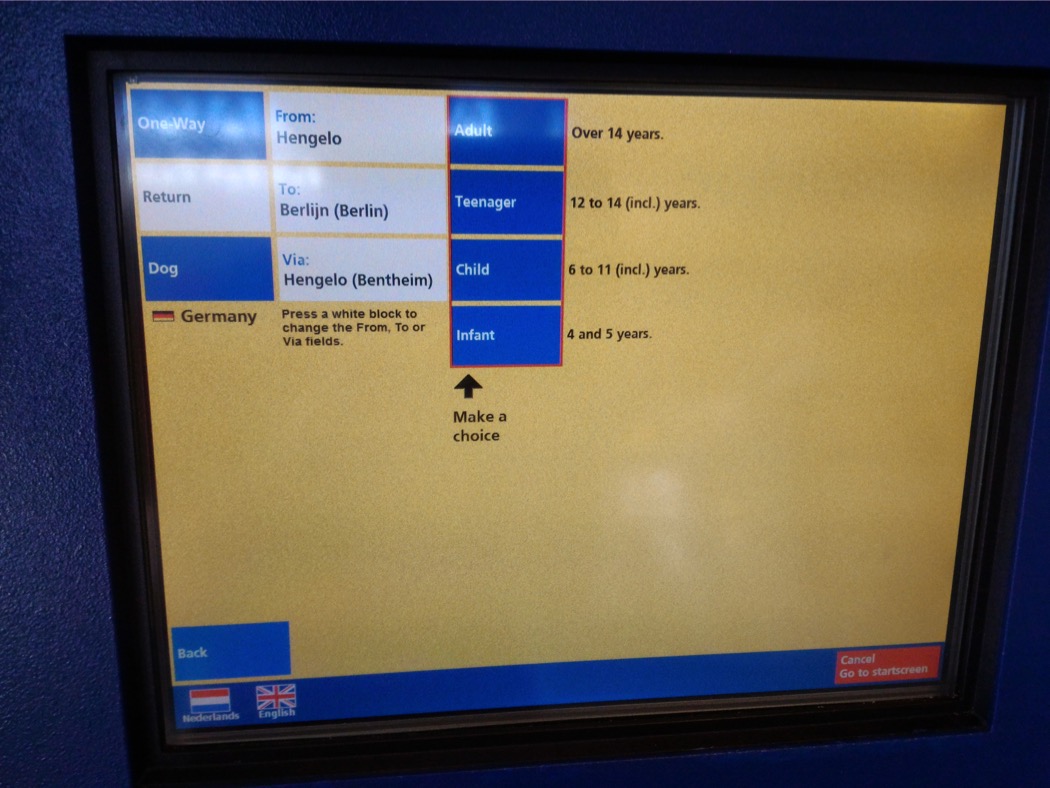 One-Way
From:
Hengelo
Adult
Over 14 years.
Return
To:
Berlijn (Berlin)
Teenager
12 to 14 (incl.) years.
Dog
Via:
Hengelo (Bentheim)
Child
6 to 11 (incl.) years.
Germany
Press a white block to
change the From, To or
Via fields.
Infant
4 and 5 years.
Make a
choice
Back
Cancel
Go to startscreen
Nederlands
English